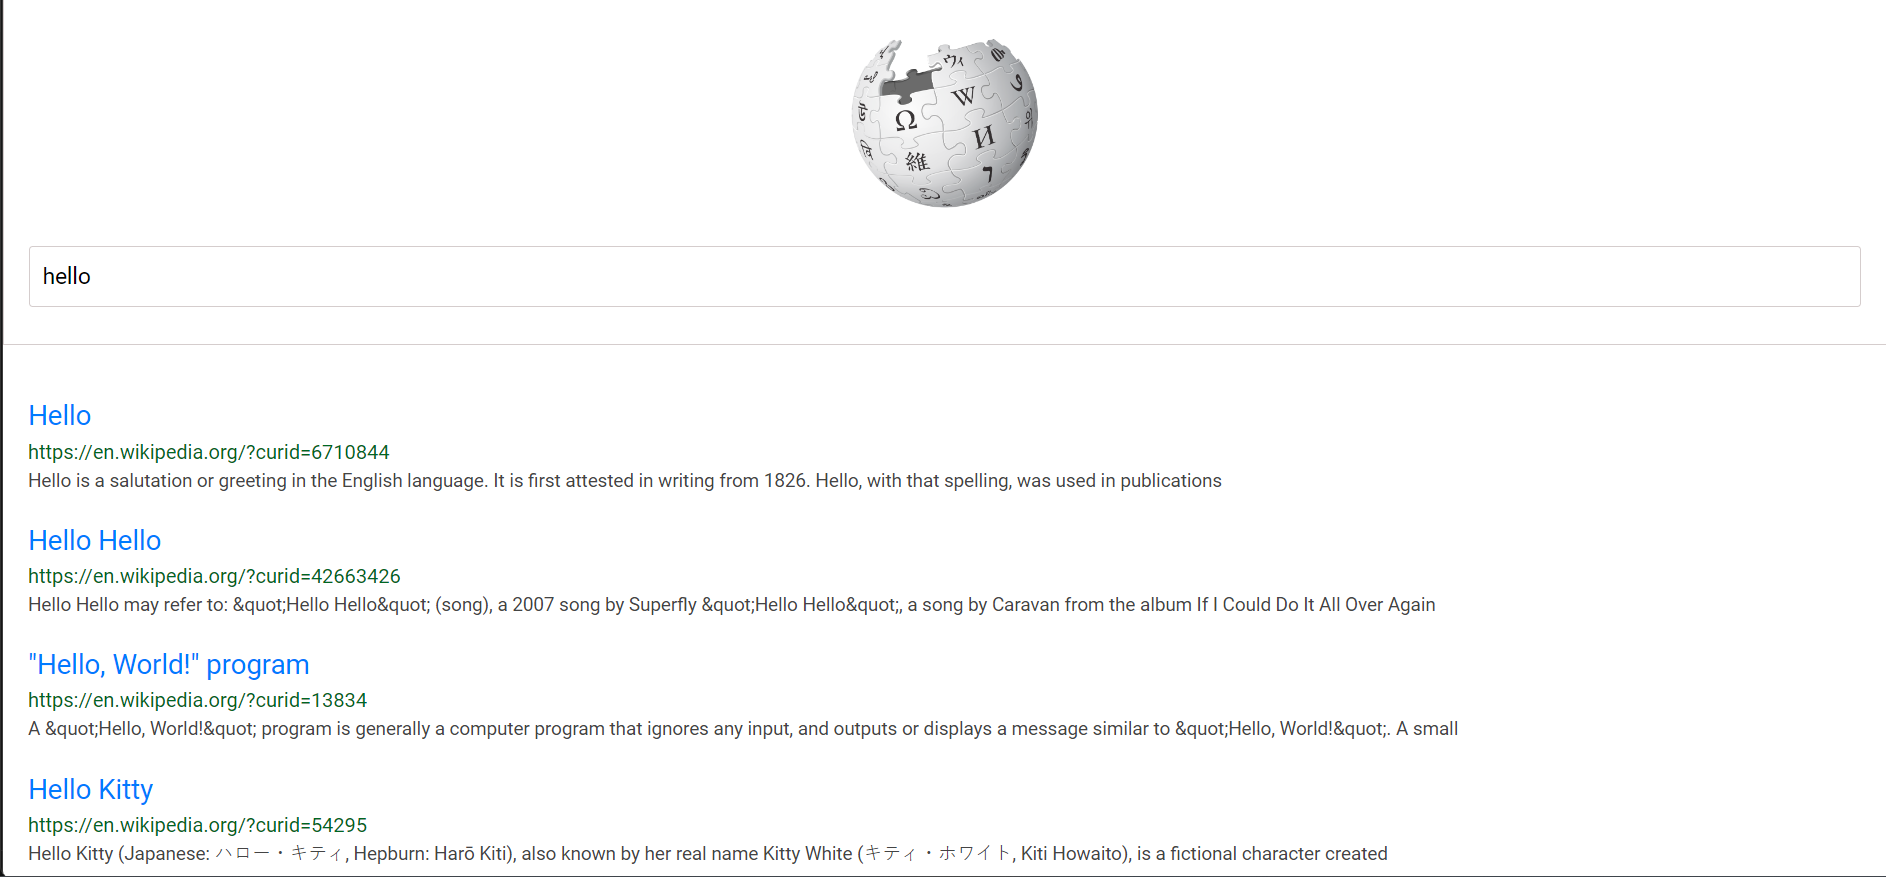 ウィ
Ω
W
И
維
7
hello
Hello
https://en.wikipedia.org/?curid=6710844
Hello is a salutation or greeting in the English language. It is first attested in writing from 1826. Hello, with that spelling, was used in publications
Hello Hello
https://en.wikipedia.org/?curid=42663426
Hello Hello may refer to: &quot;Hello Hello&quot; (song), a 2007 song by Superfly &quot;Hello Hello&quot;, a song by Caravan from the album If I Could Do It All Over Again
"Hello, World!" program
https://en.wikipedia.org/?curid=13834
A &quot;Hello, World!&quot; program is generally a computer program that ignores any input, and outputs or displays a message similar to &quot;Hello, World!&quot;. A small
Hello Kitty
https://en.wikipedia.org/?curid=54295
Hello Kitty (Japanese: ハロー・キティ, Hepburn: Harō Kiti), also known by her real name Kitty White (キティ・ホワイト, Kiti Howaito), is a fictional character created